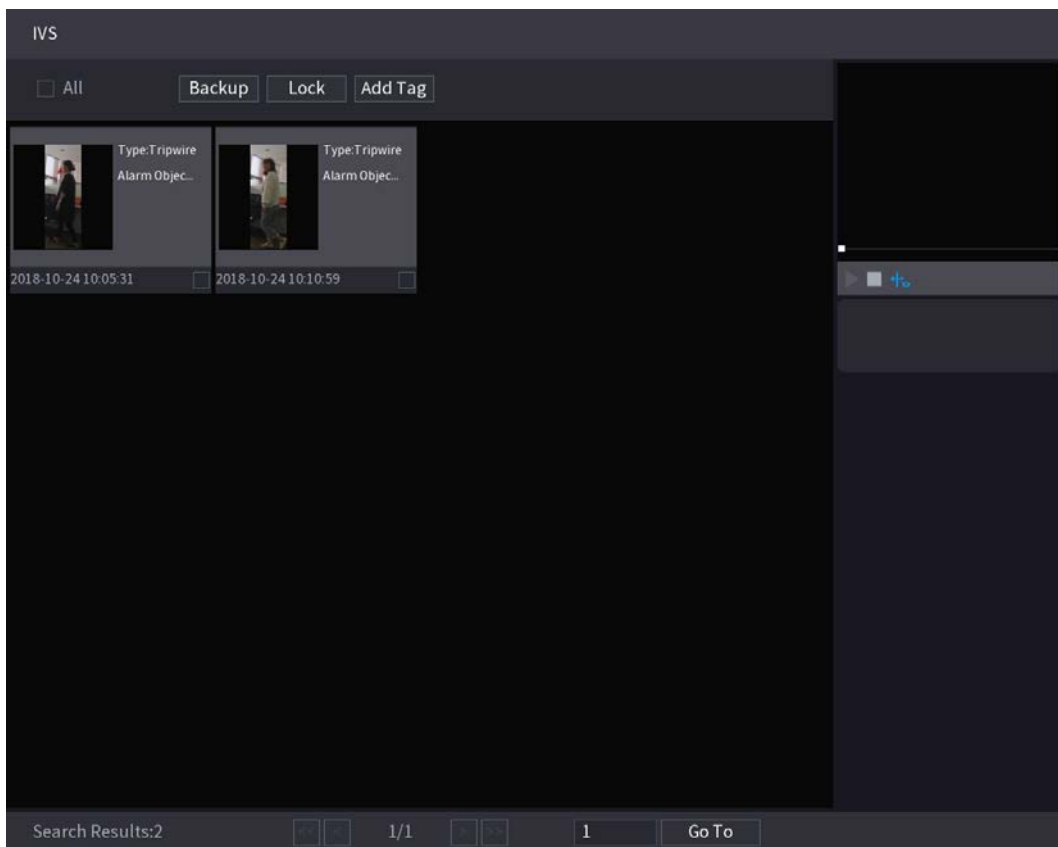 IVS
All
Backup Lock Add Tag
Type:Tripwire
Alarm Objec...
2018-10-24 10:05:31
Type:Tripwire
Alarm Objec...
2018-10-24 10:10:59
Search Results:2
<< < 1/1 > >> 1 Go To